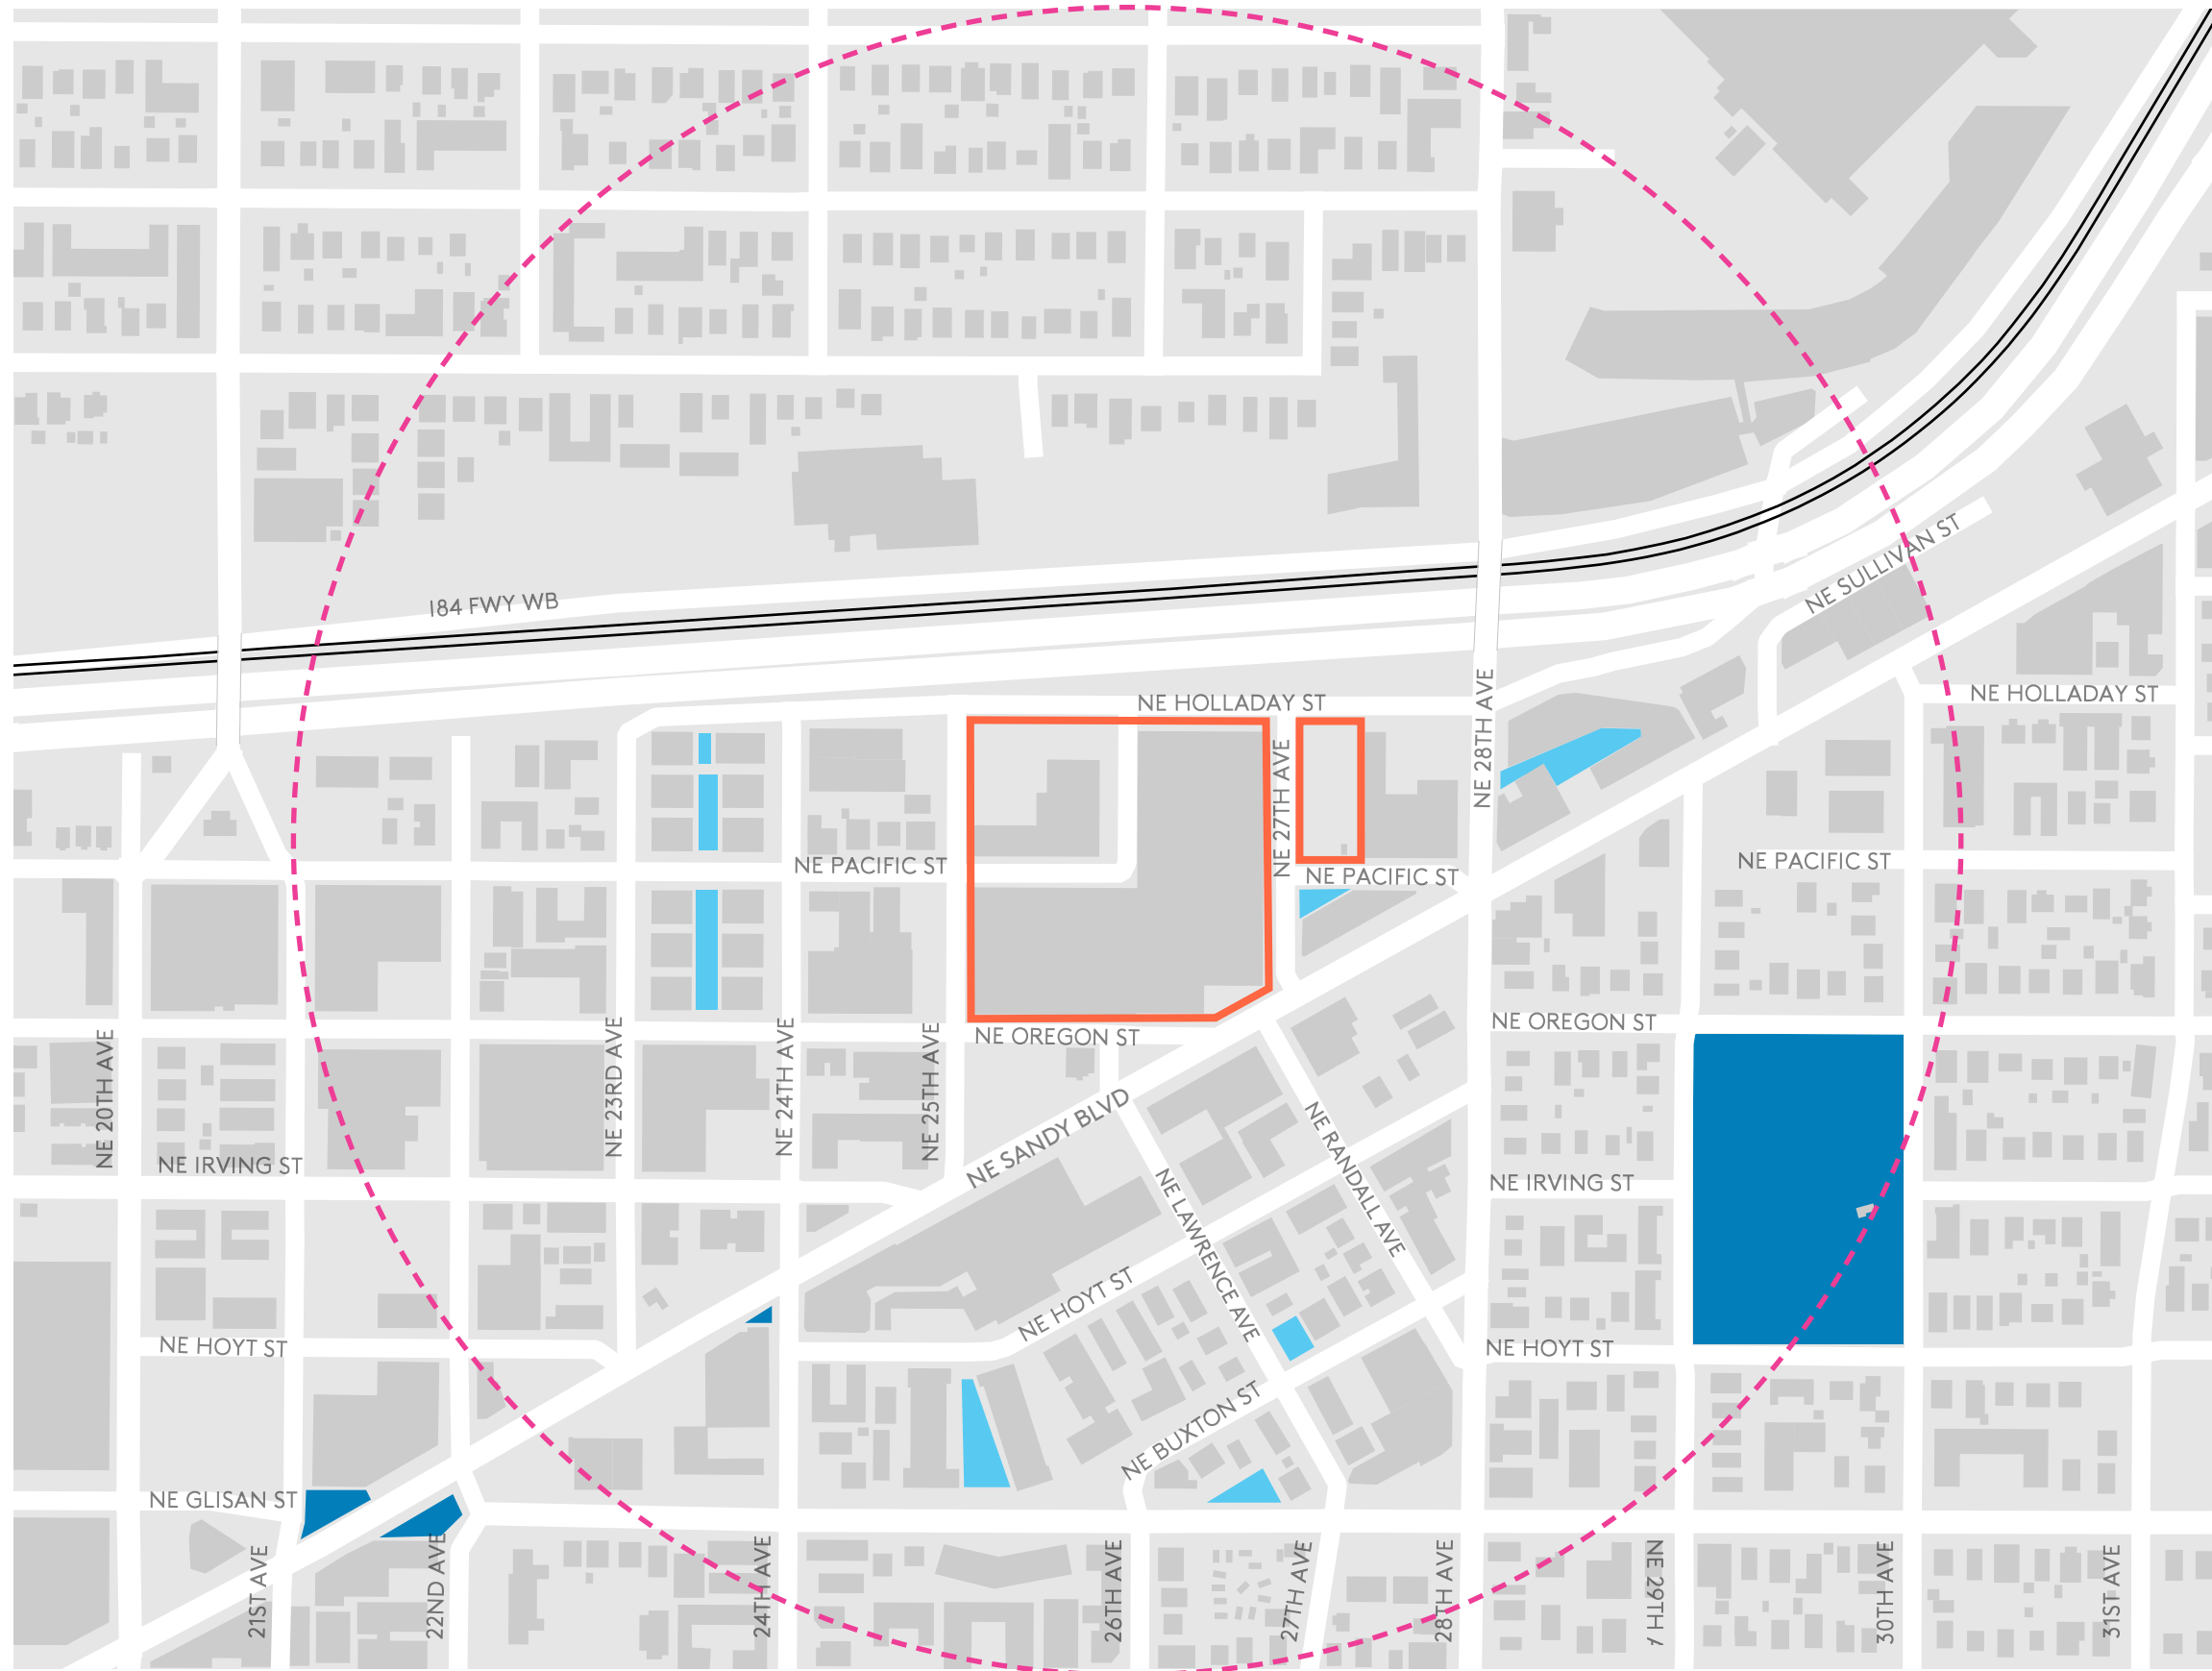 NE SULLIVAN ST
I84 FWY WB
NE HOLLADAY ST
NE HOLLADAY ST
NE 28TH AVE
NE 27TH AVE
NE PACIFIC ST
NE PACIFIC ST
NE PACIFIC ST
NE OREGON ST
NE OREGON ST
NE 20TH AVE
NE 23RD AVE
NE 24TH AVE
NE 25TH AVE
NE SANDY BLVD
NE RANDALL AVE
NE LAWRENCE AVE
NE IRVING ST
NE IRVING ST
NE HOYT ST
NE HOYT ST
NE HOYT ST
NE BUXTON ST
NE GLISAN ST
21ST AVE
22ND AVE
24TH AVE
26TH AVE
27TH AVE
28TH AVE
NE 29TH
30TH AVE
31ST AVE